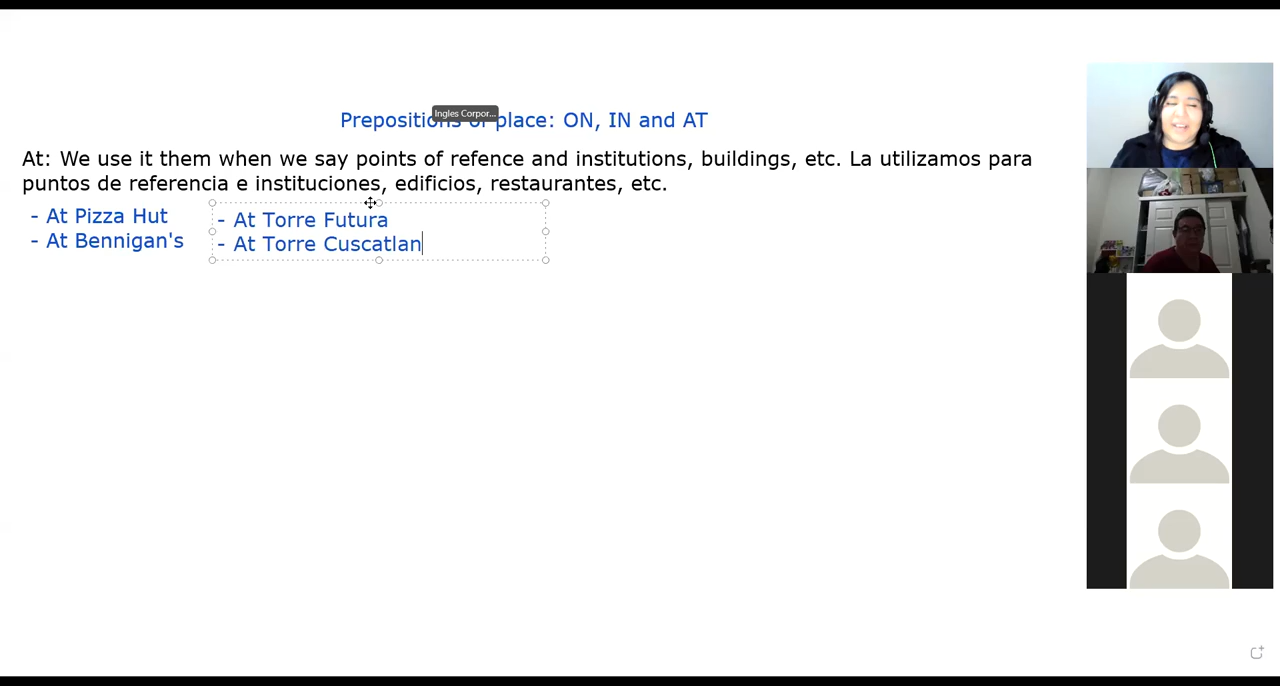 Ingles Corpor...
Prepositions of place: ON, IN and AT
At: We use it them when we say points of refence and institutions, buildings, etc. La utilizamos para
puntos de referencia e instituciones, edificios, restaurantes, etc.
- At Pizza Hut
- At Bennigan's
- At Torre Futura
- At Torre Cuscatlan